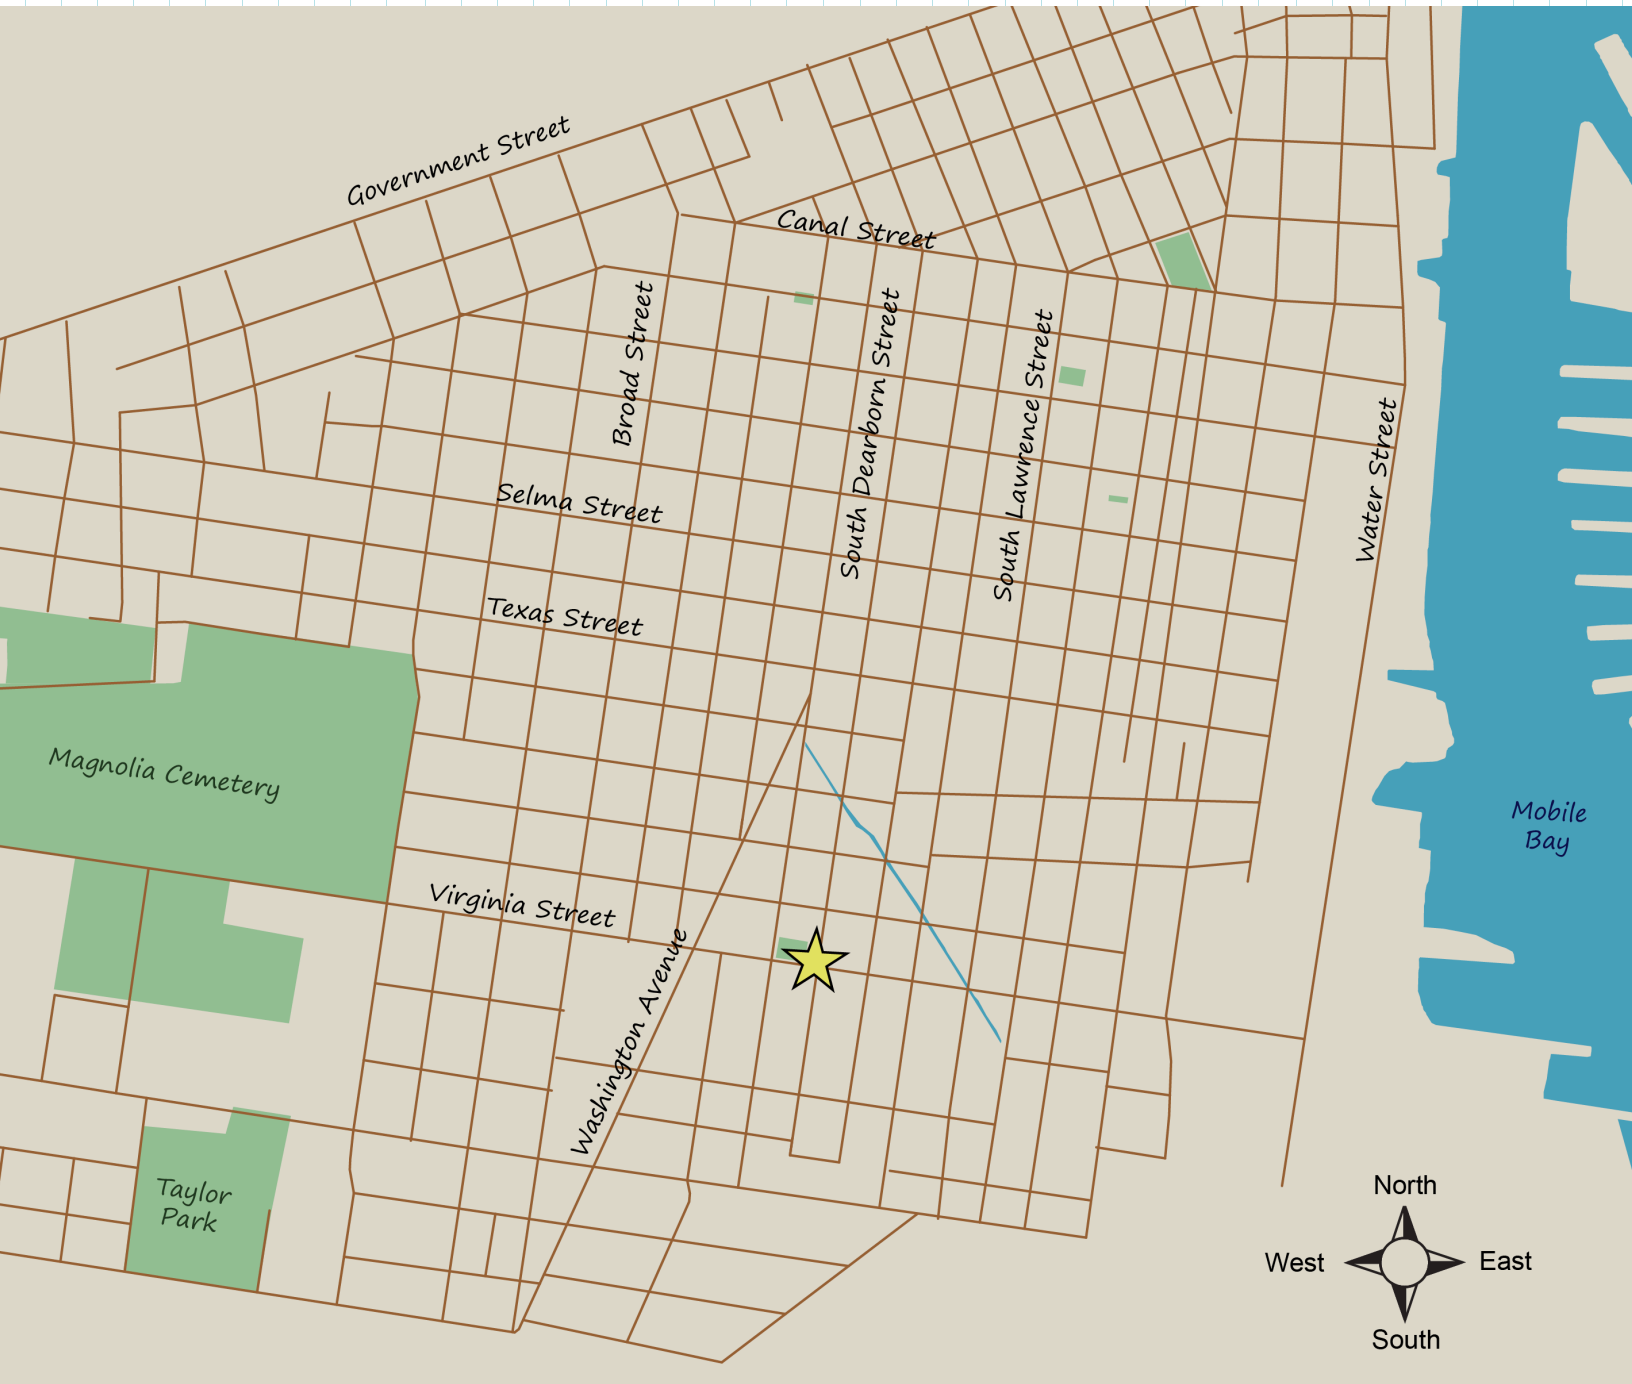 Government Street
Canal Street
Broad Street
South Dearborn Street
South Lawrence Street
Water Street
Selma Street
Texas Street
Magnolia Cemetery
Mobile
Bay
Virginia Street
Washington Avenue
Taylor
Park
North
West
East
South